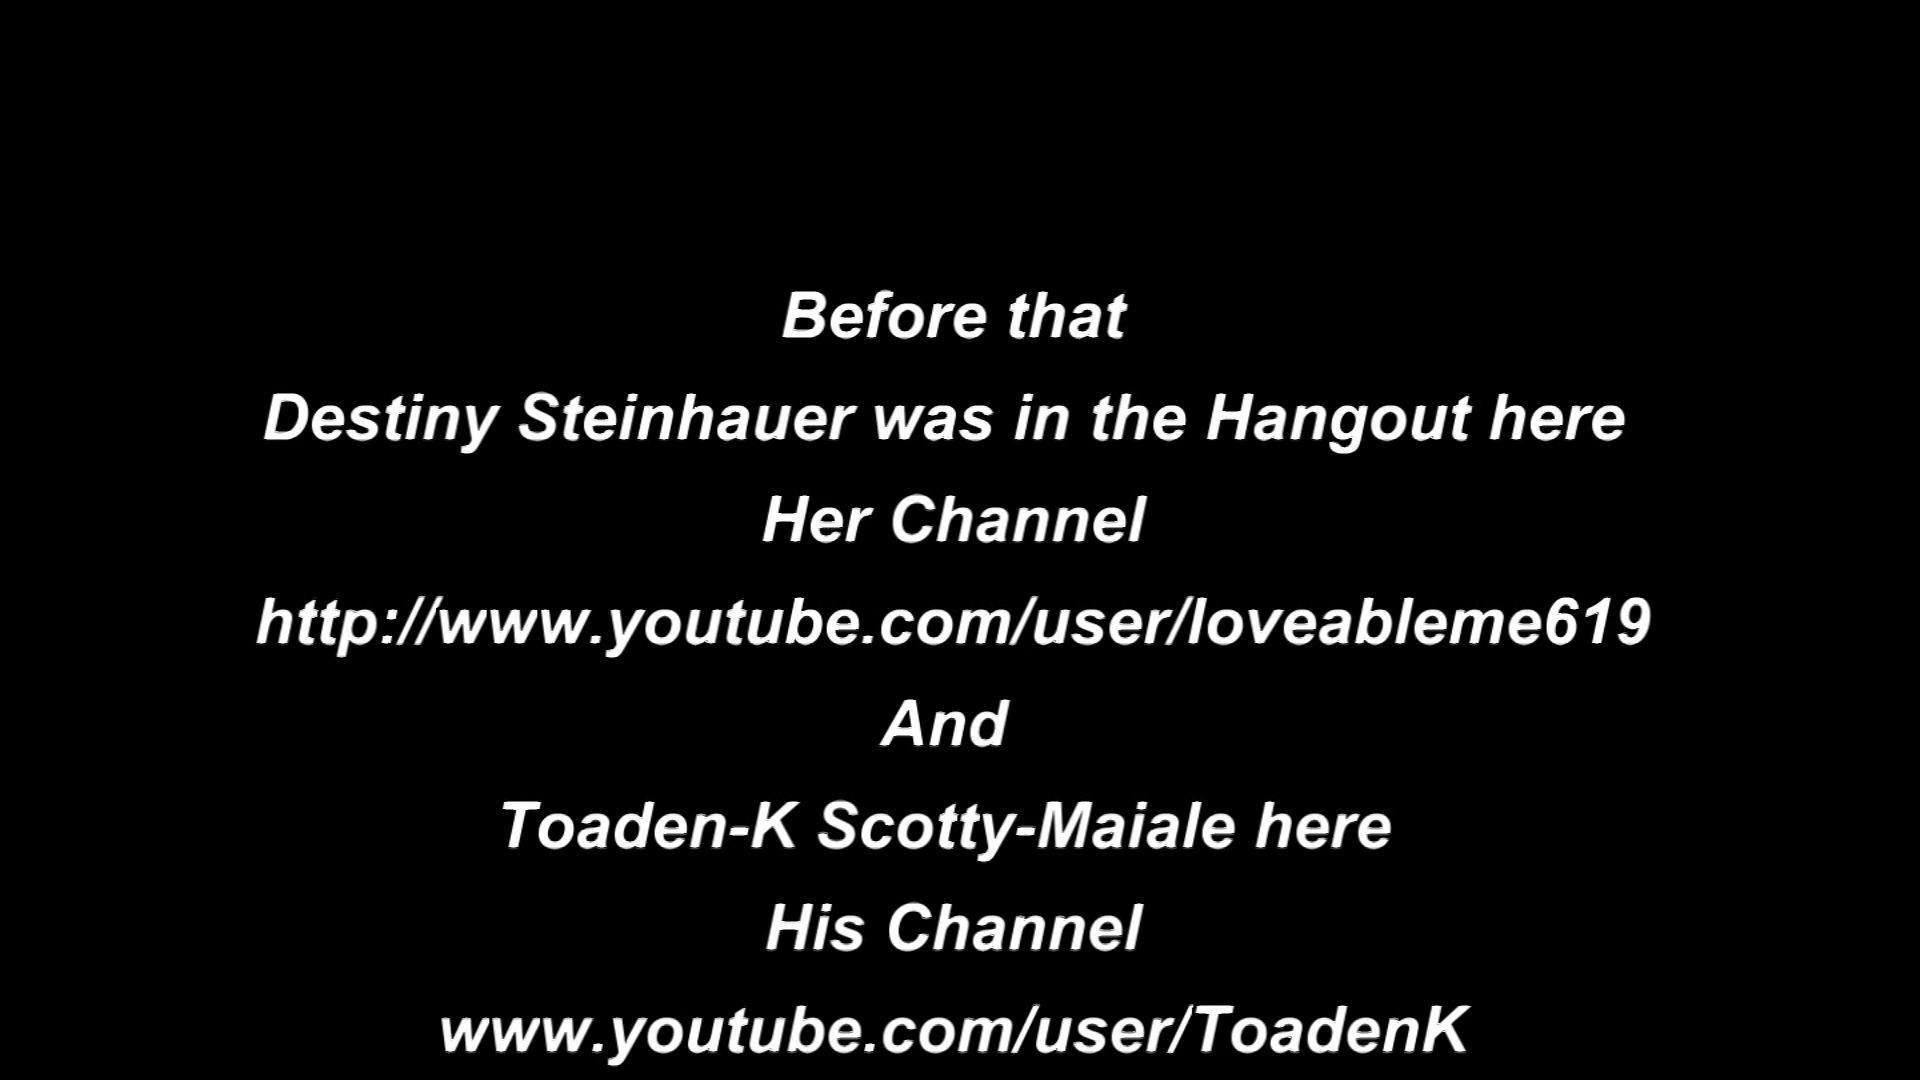 Before that
Destiny Steinhauer was in the Hangout here
Her Channel
http://www.youtube.com/user/loveableme619
And
Toaden-K Scotty-Maiale here
His Channel
www.youtube.com/user/ToadenK